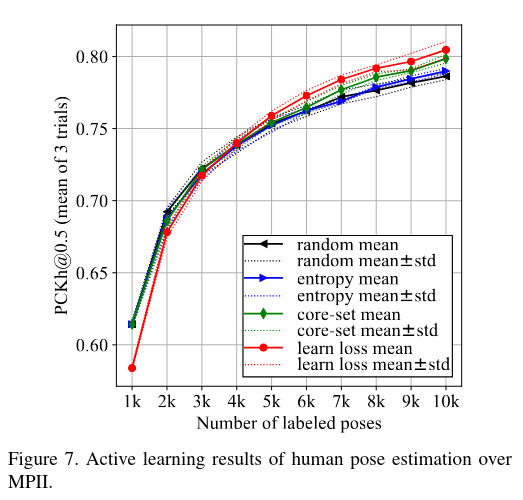 0.80
0.75
0.70
0.65
0.60
PCKh@0.5 (mean of 3 trials)
random mean
random mean±std
entropy mean
entropy mean±std
core-set mean
core-set mean±std
learn loss mean
learn loss mean±std
1k 2k 3k 4k 5k 6k 7k 8k 9k 10k
Number of labeled poses
Figure 7. Active learning results of human pose estimation over
MPII.